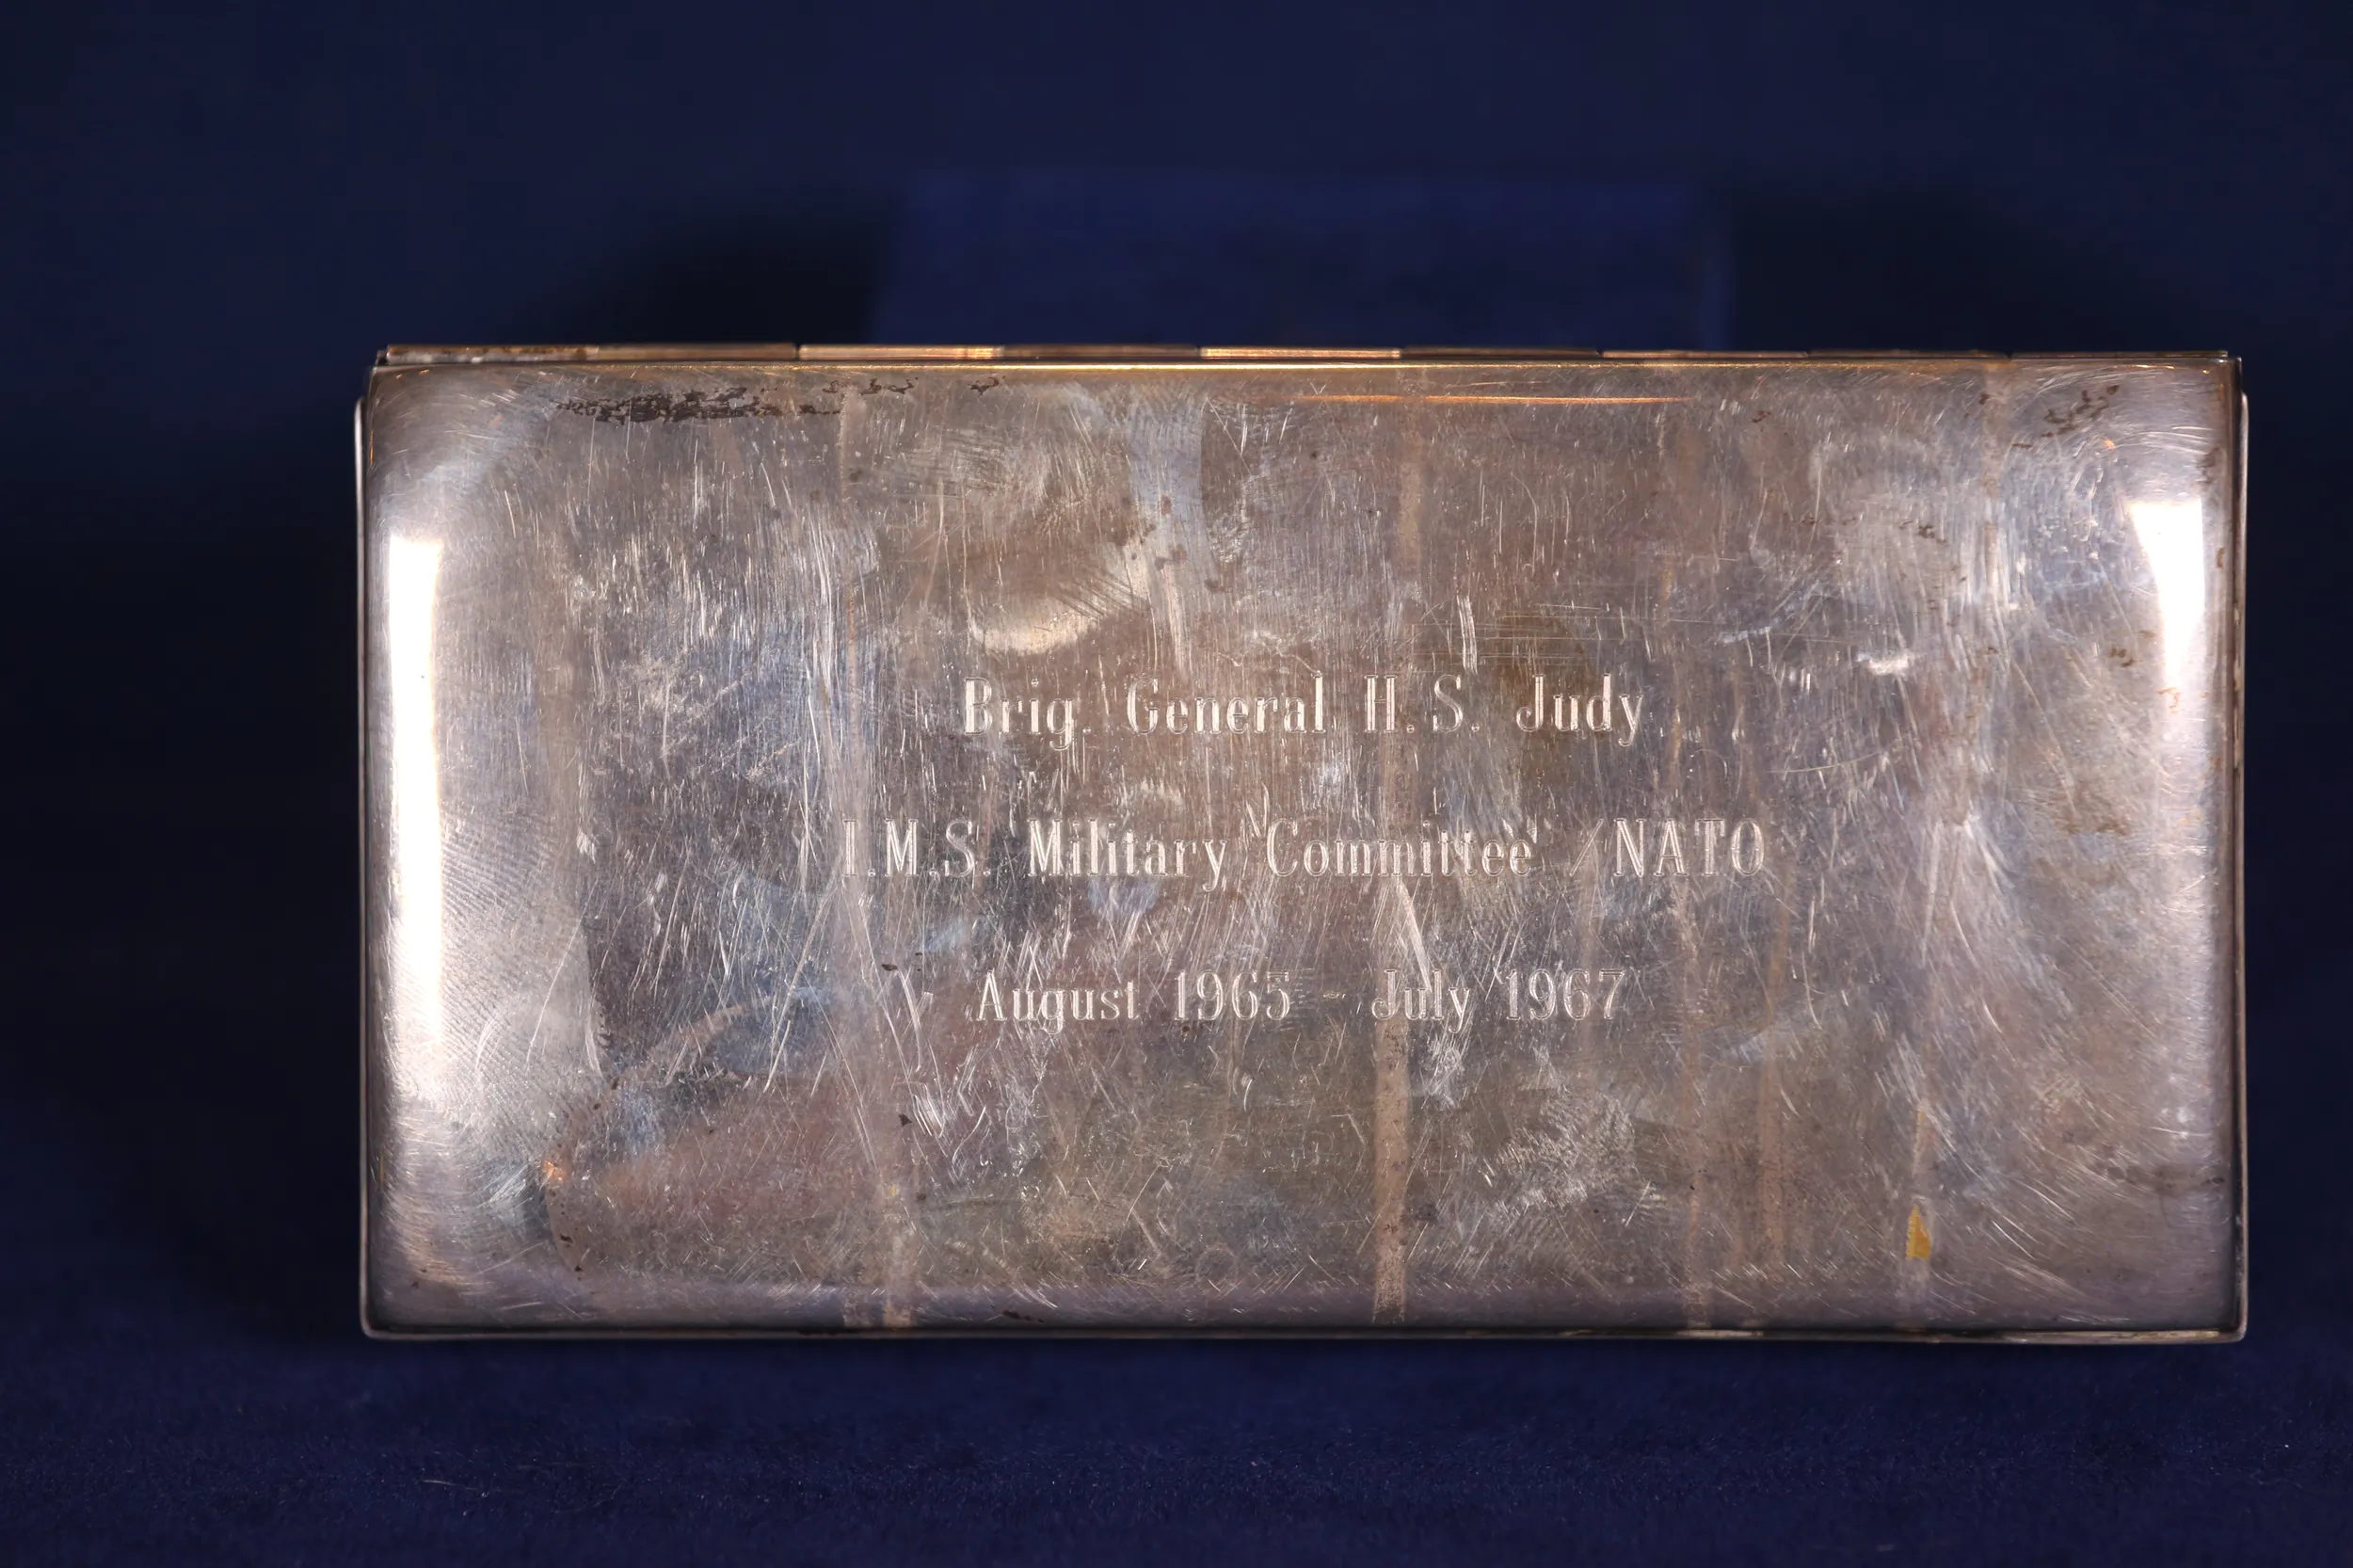 Brig. General H. S. Judy
I.M.S. Military Committee / NATO
August 1965 - July 1967